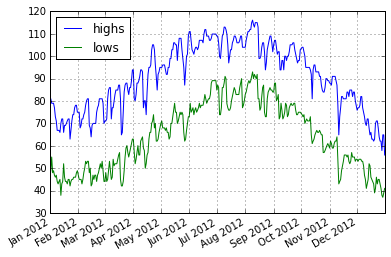 120
110
100
90
80
70
60
50
40
30
highs
lows
Jan 2012
Feb 2012
Mar 2012
Apr 2012
May 2012
Jun 2012
Jul 2012
Aug 2012
Sep 2012
Oct 2012
Nov 2012
Dec 2012